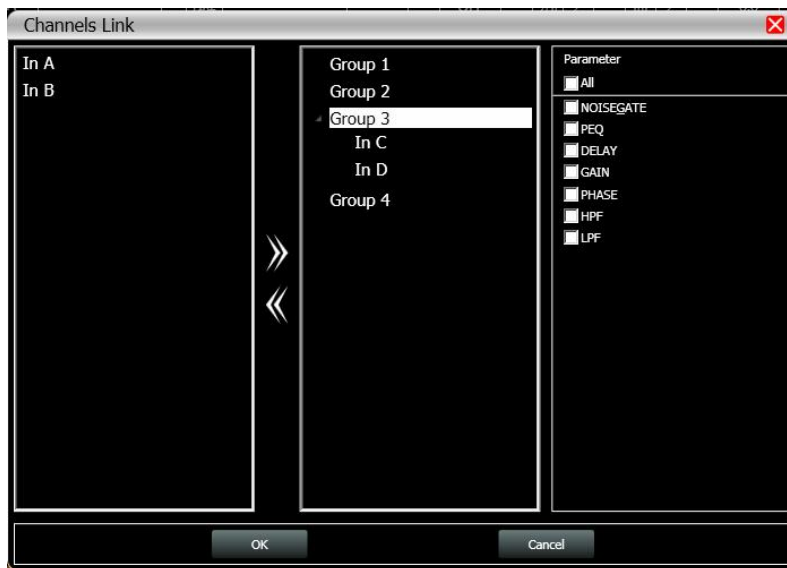 Channels Link
In A
In B
Group 1
Group 2
Group 3
In C
In D
Group 4
Parameter
All
NOISEGATE
PEQ
DELAY
GAIN
PHASE
HPF
LPF
OK
Cancel